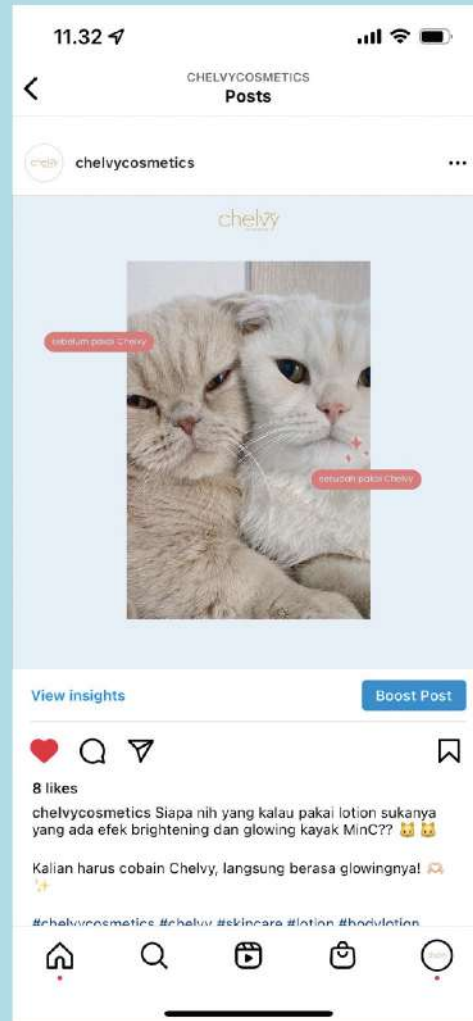 11.32
CHELVYCOSMETICS
Posts
chelvy
chelvycosmetics
chelvy
sebelum pakai Chelvy
sesudah pakai Chelvy
View insights
Boost Post
8 likes
chelvycosmetics Siapa nih yang kalau pakai lotion sukanya
yang ada efek brightening dan glowing kayak MinC?? 🐱 🐱
Kalian harus cobain Chelvy, langsung berasa glowingnya! 🫶🏻
✨
#chelvycosmetics #chelvy #skincare #lotion #bodylotion